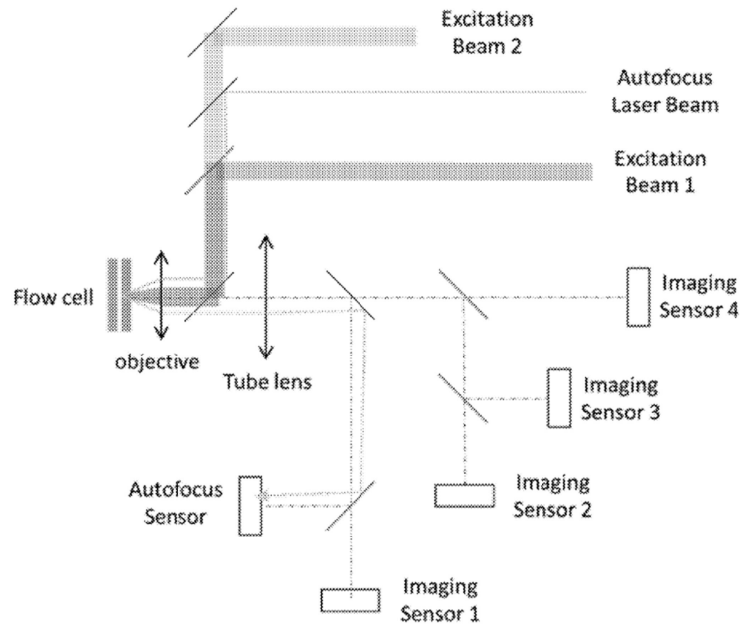 Excitation
Beam 2
Autofocus
Laser Beam
Excitation
Beam 1
Flow cell
objective
Tube lens
Imaging
Sensor 4
Imaging
Sensor 3
Autofocus
Sensor
Imaging
Sensor 2
Imaging
Sensor 1